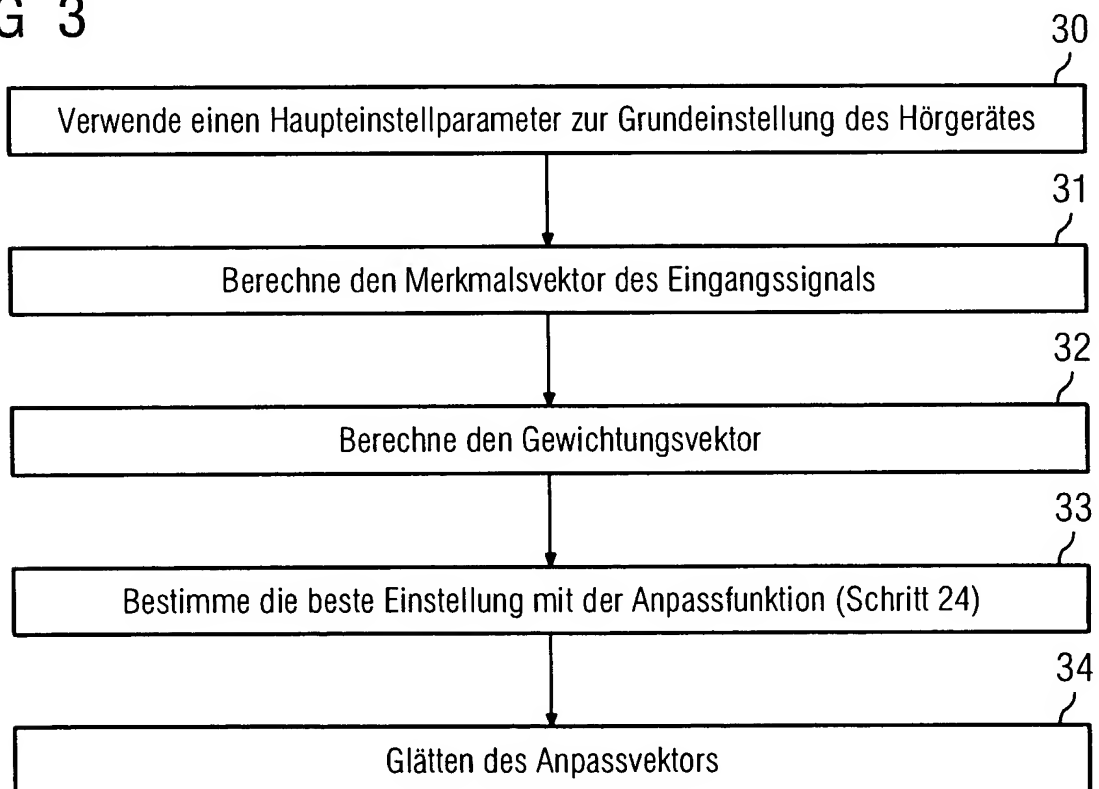 G 3
30
Verwende einen Haupteinstellparameter zur Grundeinstellung des Hörgerätes
31
Berechne den Merkmalsvektor des Eingangssignals
32
Berechne den Gewichtungsvektor
33
Bestimme die beste Einstellung mit der Anpassfunktion (Schritt 24)
34
Glätten des Anpassvektors